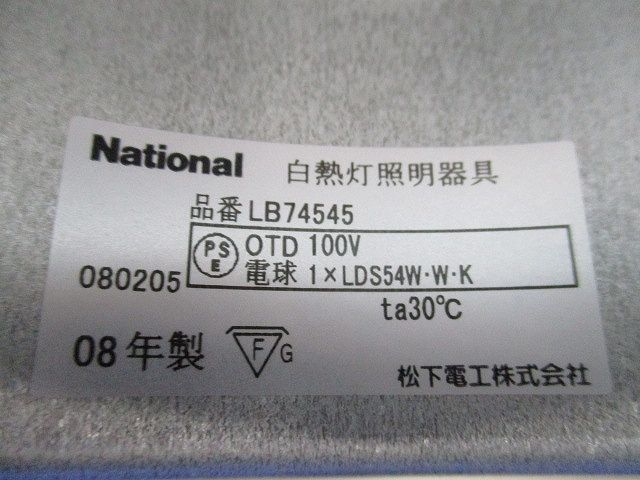 National 白熱灯照明器具
品番 LB74545
PS E OTD 100V
080205 電球 1×LDS54W・W・K
ta30℃
08年製 F G
松下電工株式会社